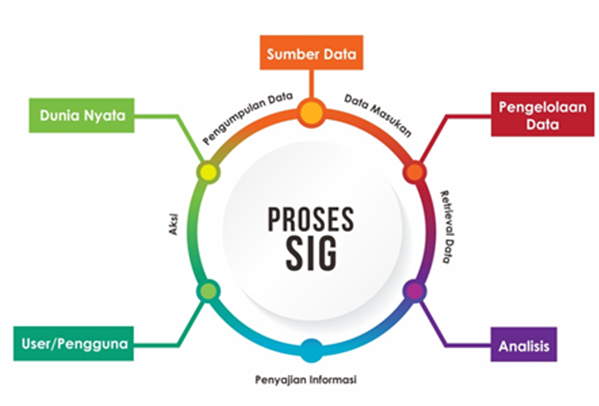 Sumber Data
Dunia Nyata
Pengumpulan Data
Data Masukan
Pengelolaan
Data
PROSES
SIG
Aksi
Retrieval Data
User/Pengguna
Analisis
Penyajian Informasi